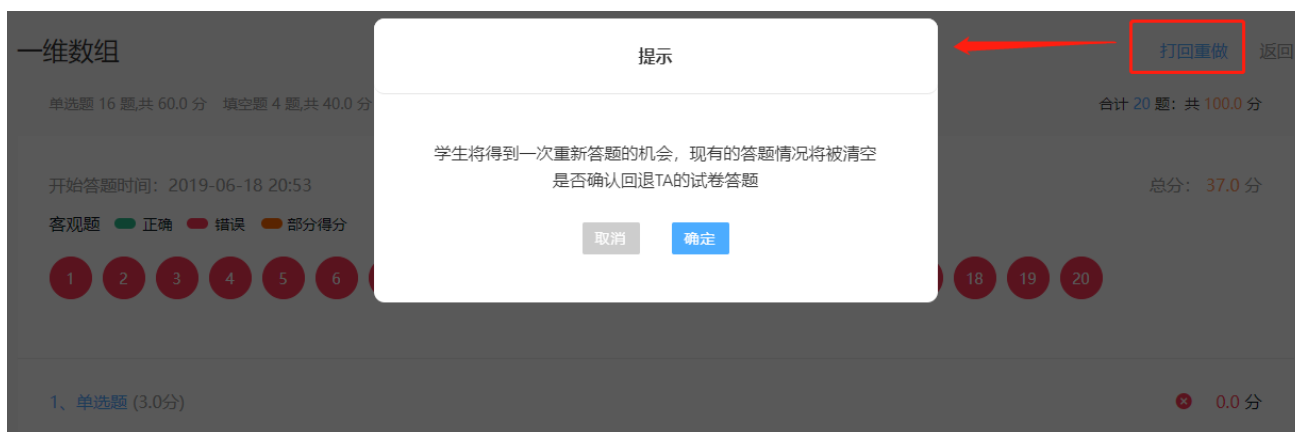 一维数组
打回重做 返回
单选题 16 题,共 60.0 分 填空题 4 题,共 40.0 分
合计 20 题：共 100.0 分
提示
学生将得到一次重新答题的机会，现有的答题情况将被清空
是否确认回退TA的试卷答题
取消 确定
开始答题时间：2019-06-18 20:53
总分： 37.0 分
客观题 正确 错误 部分得分
1 2 3 4 5 6 18 19 20
1、单选题 (3.0分)
0.0 分